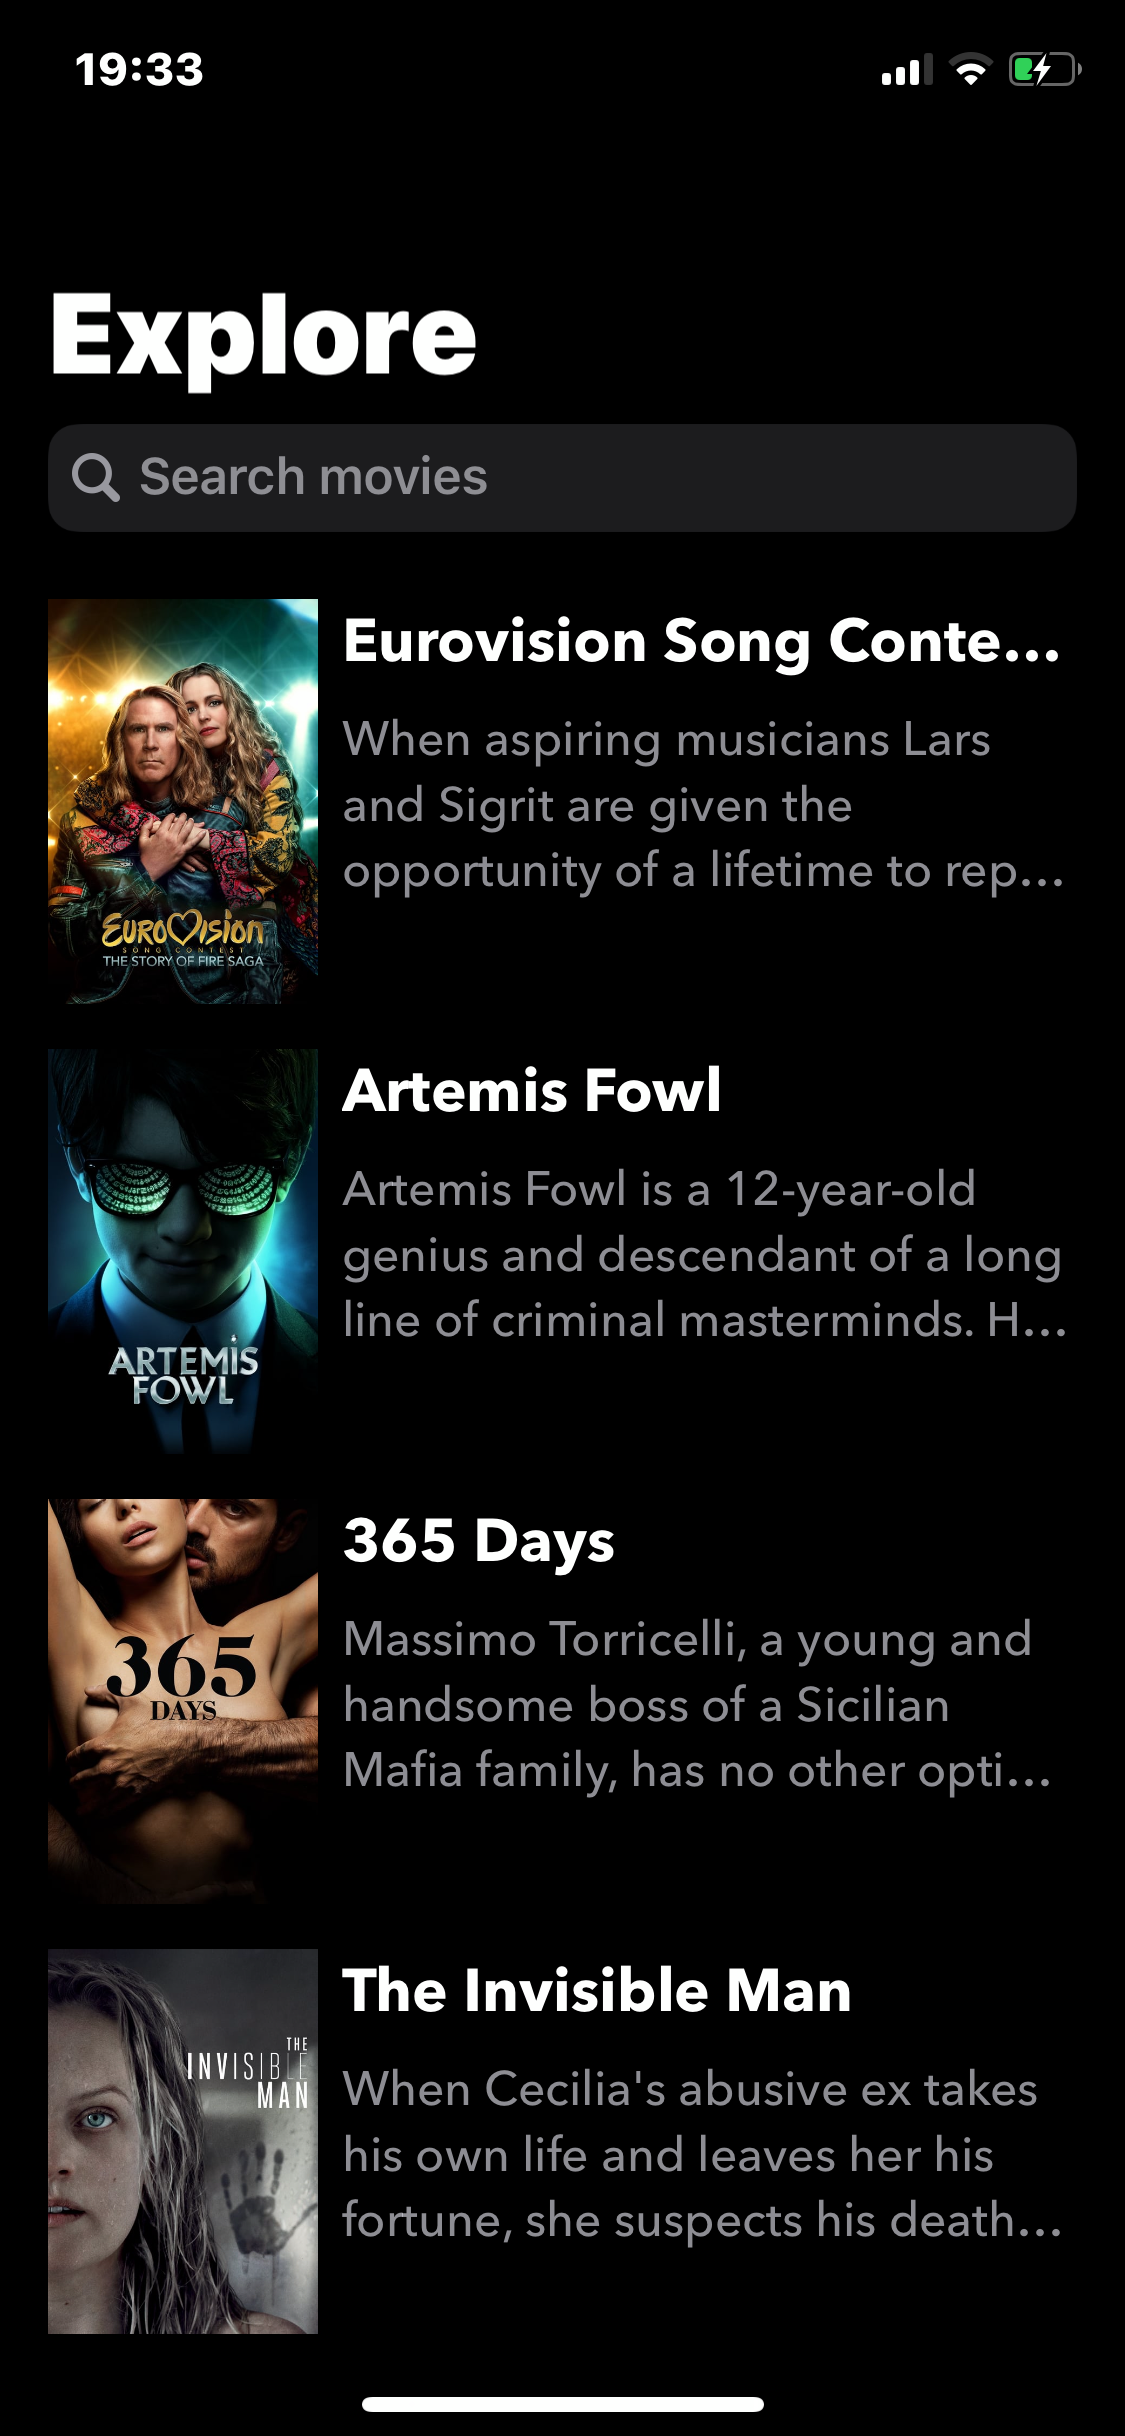 19:33
Explore
Search movies
Eurovision Song Conte...
When aspiring musicians Lars
and Sigrit are given the
opportunity of a lifetime to rep...
EUROVISION
SONG CONTEST
THE STORY OF FIRE SAGA
Artemis Fowl
Artemis Fowl is a 12-year-old
genius and descendant of a long
line of criminal masterminds. H...
ARTEMIS
FOWL
365 Days
Massimo Torricelli, a young and
handsome boss of a Sicilian
Mafia family, has no other opti...
365
DAYS
The Invisible Man
When Cecilia's abusive ex takes
his own life and leaves her his
fortune, she suspects his death...
THE
INVISIBLE
MAN